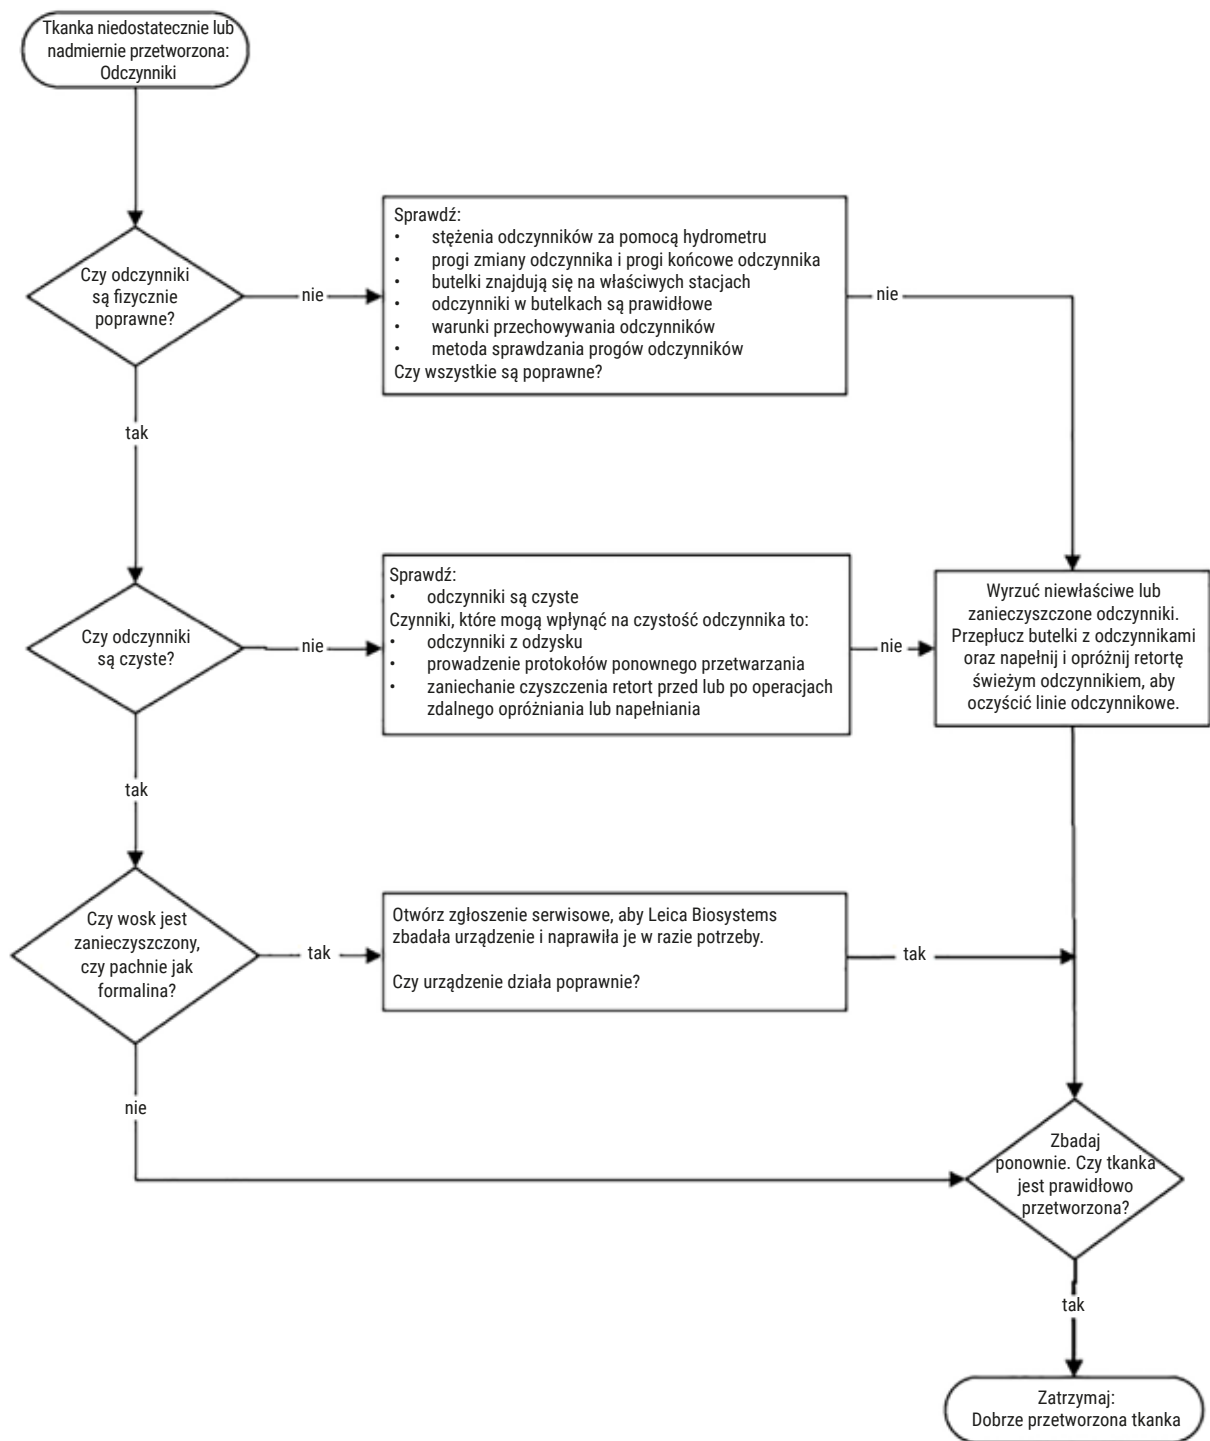 Tkanka niedostatecznie lub
nadmiernie przetworzona:
Odczynniki
Czy odczynniki
są fizycznie
poprawne?
nie
Sprawdź:
• stężenia odczynników za pomocą hydrometru
• progi zmiany odczynnika i progi końcowe odczynnika
• butelki znajdują się na właściwych stacjach
• odczynniki w butelkach są prawidłowe
• warunki przechowywania odczynników
• metoda sprawdzania progów odczynników
Czy wszystkie są poprawne?
nie
tak
Czy odczynniki
są czyste?
nie
Sprawdź:
• odczynniki są czyste
Czynniki, które mogą wpłynąć na czystość odczynnika to:
• odczynniki z odzysku
• prowadzenie protokołów ponownego przetwarzania
• zaniechanie czyszczenia retort przed lub po operacjach
zdalnego opróżniania lub napełniania
nie
Wyrzuć niewłaściwe lub
zanieczyszczone odczynniki.
Przepłucz butelki z odczynnikami
oraz napełnij i opróżnij retortę
świeżym odczynnikiem, aby
oczyścić linie odczynnikowe.
tak
Czy wosk jest
zanieczyszczony,
czy pachnie jak
formalina?
tak
Otwórz zgłoszenie serwisowe, aby Leica Biosystems
zbadała urządzenie i naprawiła je w razie potrzeby.
Czy urządzenie działa poprawnie?
tak
nie
Zbadaj
ponownie. Czy tkanka
jest prawidłowo
przetworzona?
tak
Zatrzymaj:
Dobrze przetworzona tkanka